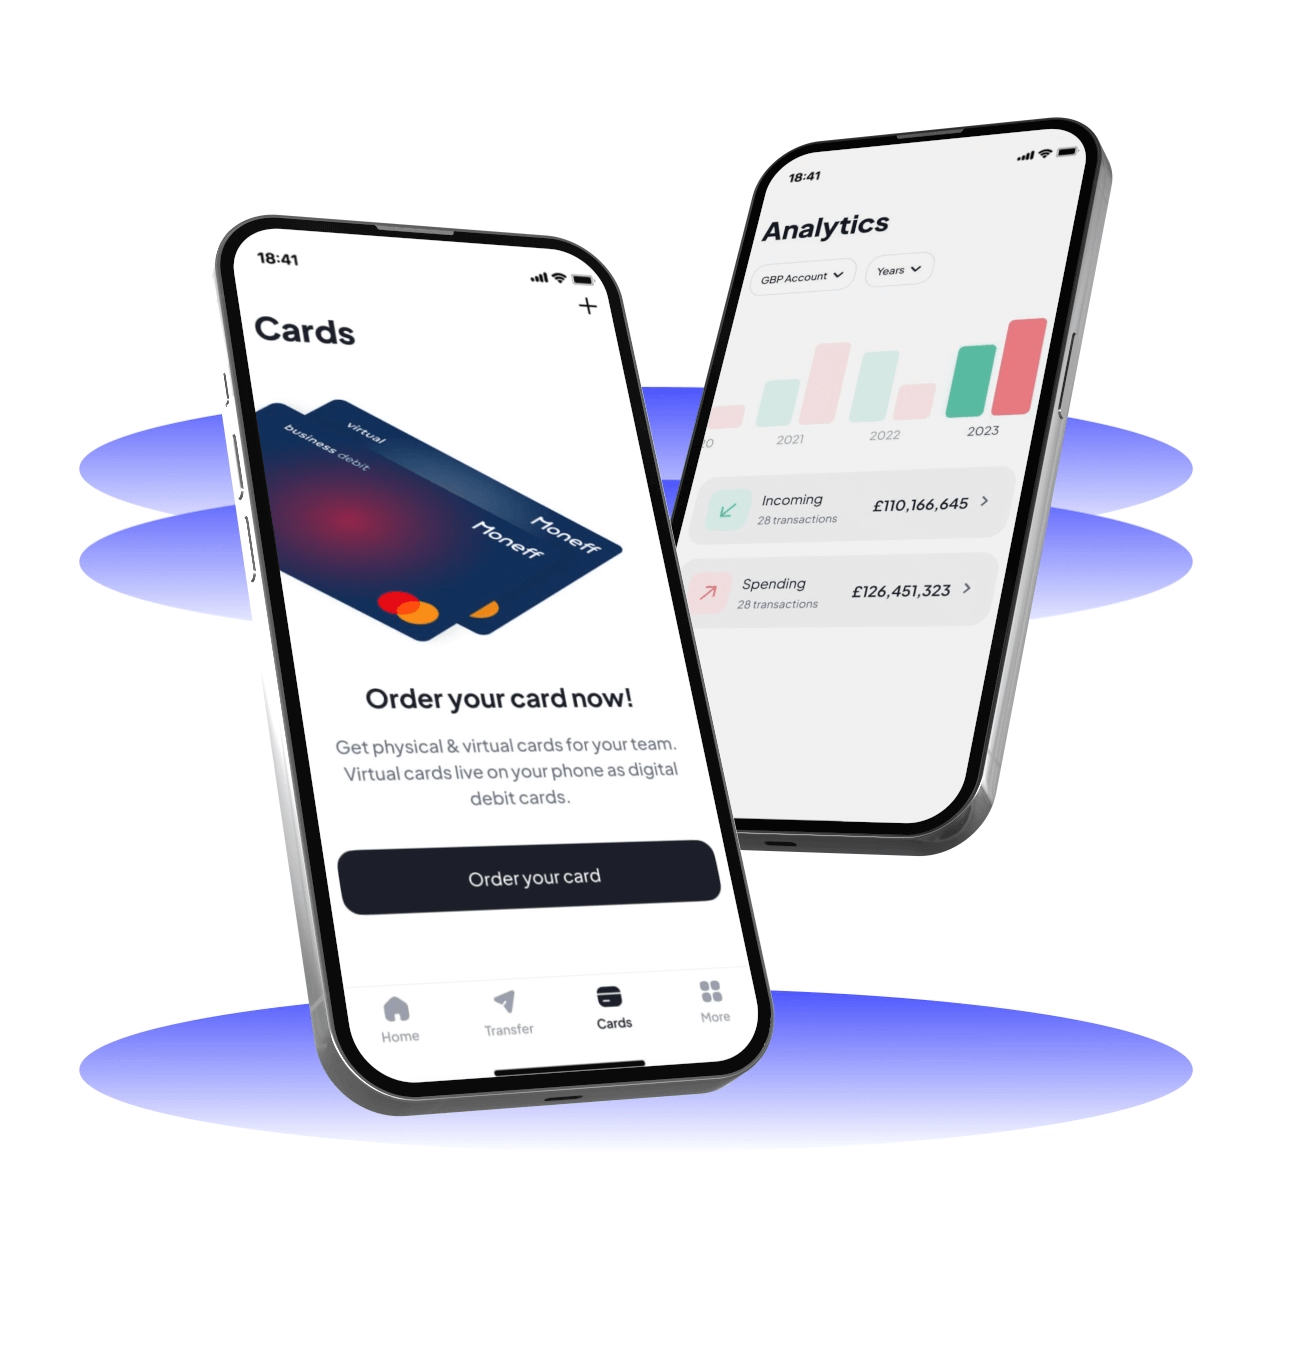 18:41
Cards
virtual
business debit
Moneff
Moneff
Order your card now!
Get physical & virtual cards for your team.
Virtual cards live on your phone as digital
debit cards.
Order your card
Home
Transfer
Cards
More
18:41
Analytics
GBP Account
Years
20
2021
2022
2023
Incoming
28 transactions
£110,166,645
Spending
28 transactions
£126,451,323